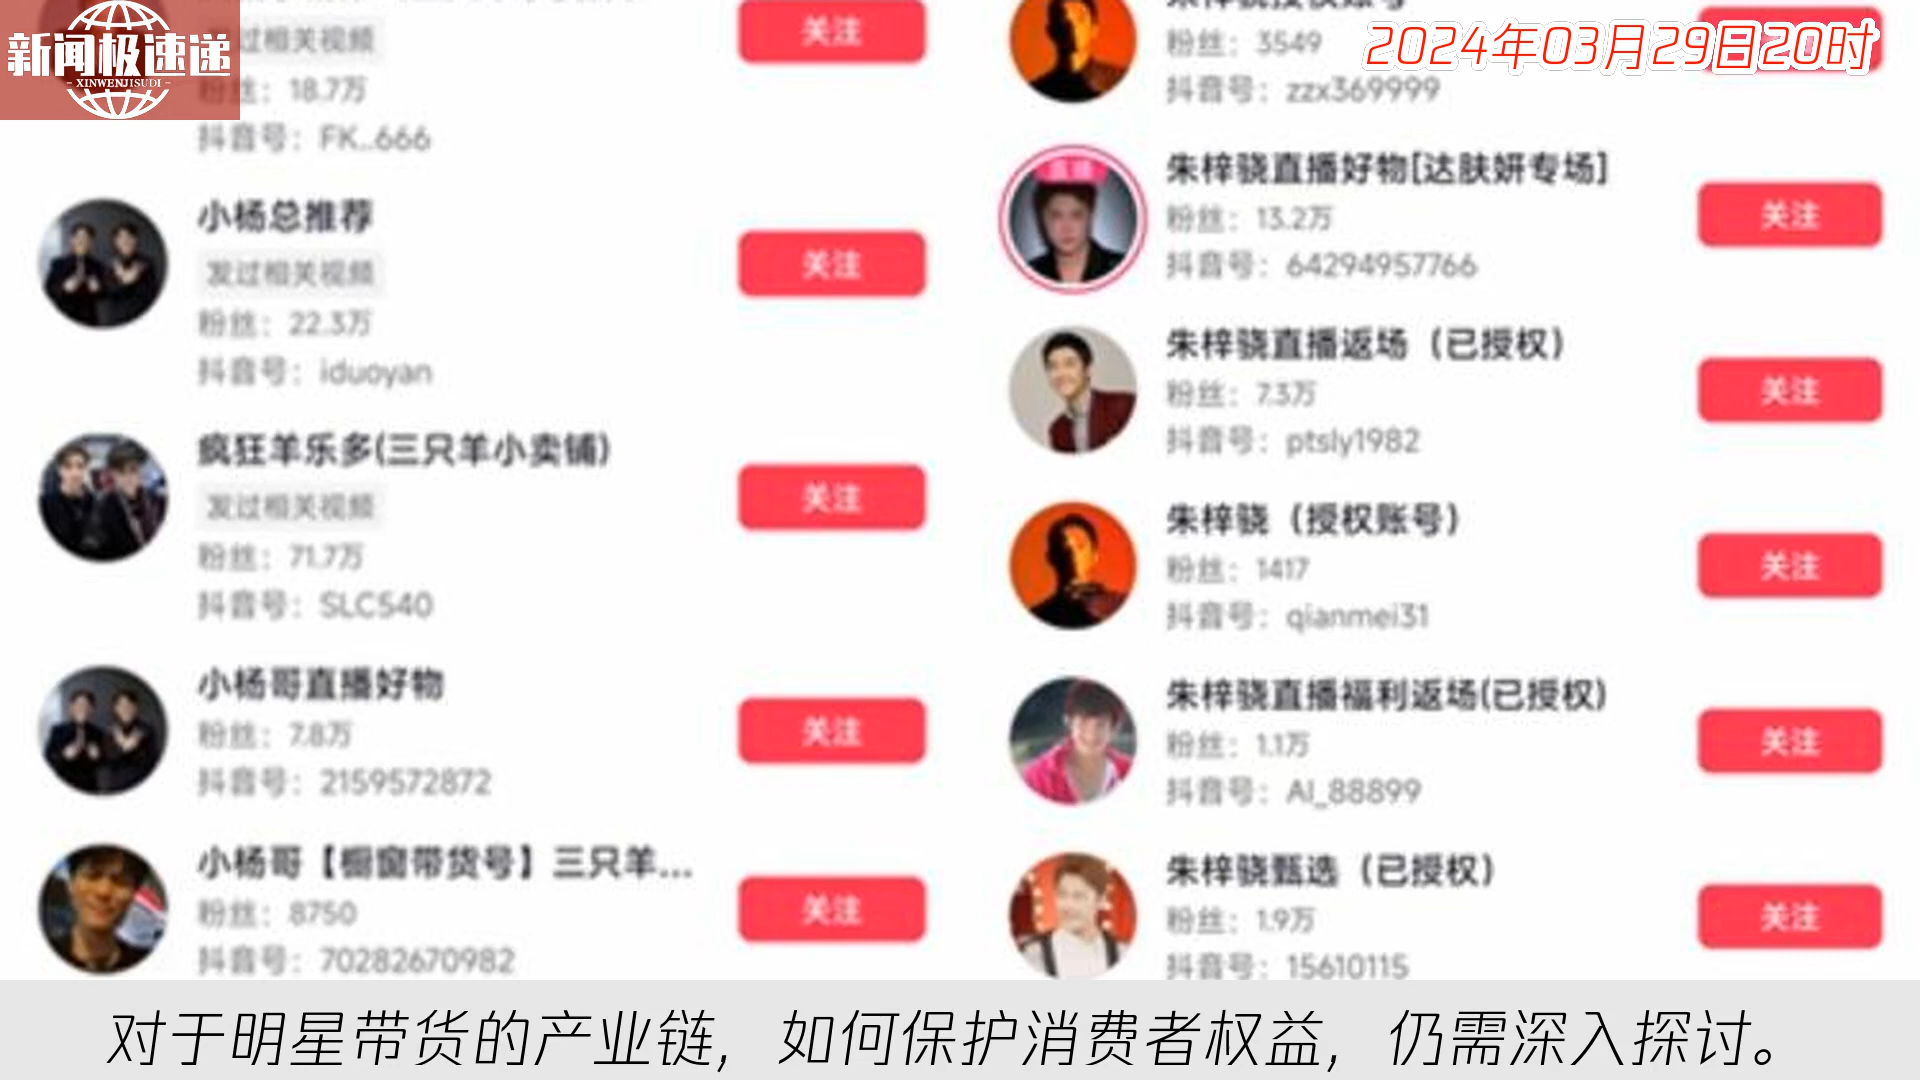 新闻极速递
- XINWENJISUDI -
2024年03月29日20时
过相关视频
粉丝：18.7万
抖音号：FK..666
关注
小杨总推荐
发过相关视频
粉丝：22.3万
抖音号：iduoyan
关注
疯狂羊乐多(三只羊小卖铺)
发过相关视频
粉丝：71.7万
抖音号：SLC540
关注
小杨哥直播好物
粉丝：7.8万
抖音号：2159572872
关注
小杨哥【橱窗带货号】三只羊...
粉丝：8750
抖音号：70282670982
关注
朱梓骁授权账号
粉丝：3549
抖音号：zzx369999
朱梓骁直播好物[达肤妍专场]
粉丝：13.2万
抖音号：64294957766
关注
朱梓骁直播返场（已授权）
粉丝：7.3万
抖音号：ptsly1982
关注
朱梓骁（授权账号）
粉丝：1417
抖音号：qianmei31
关注
朱梓骁直播福利返场(已授权)
粉丝：1.1万
抖音号：AI_88899
关注
朱梓骁甄选（已授权）
粉丝：1.9万
抖音号：15610115
关注
对于明星带货的产业链，如何保护消费者权益，仍需深入探讨。